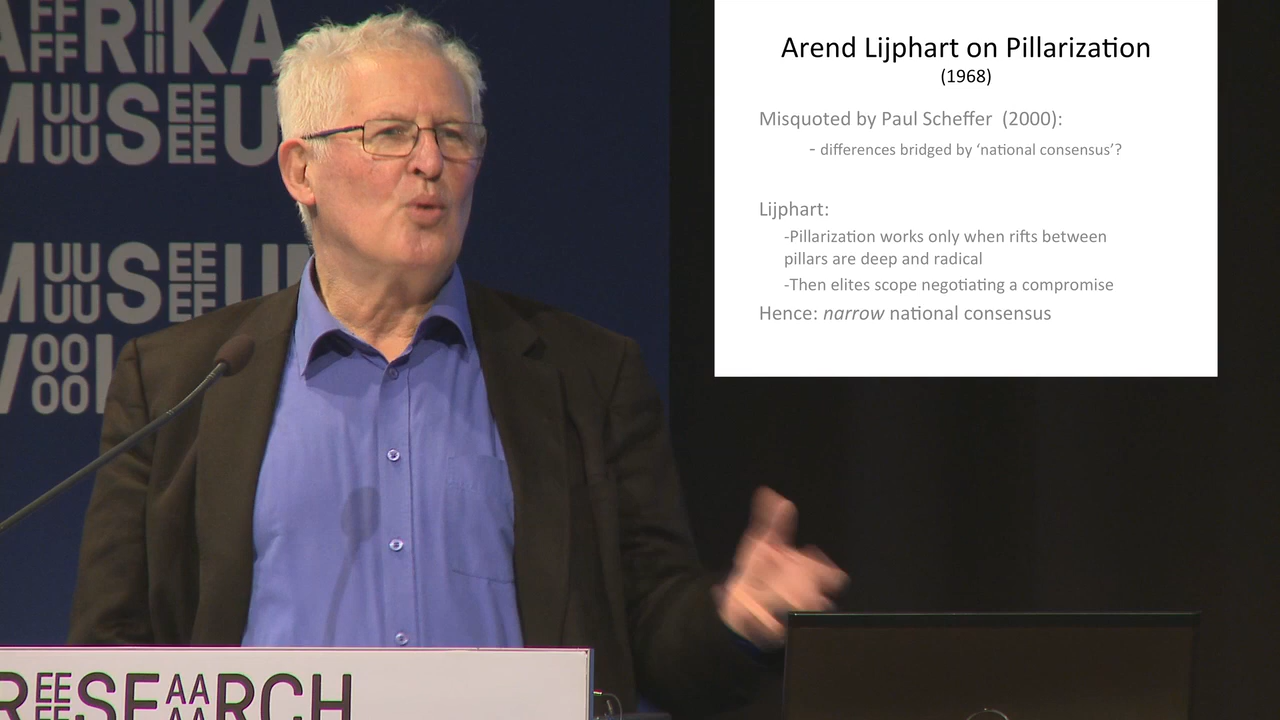 AFRIKA
MUSEU
MUSEU
Arend Lijphart on Pillarization
(1968)
Misquoted by Paul Scheffer (2000):
- differences bridged by ‘national consensus’?
Lijphart:
-Pillarization works only when rifts between
pillars are deep and radical
-Then elites scope negotiating a compromise
Hence: narrow national consensus
RESEARCH